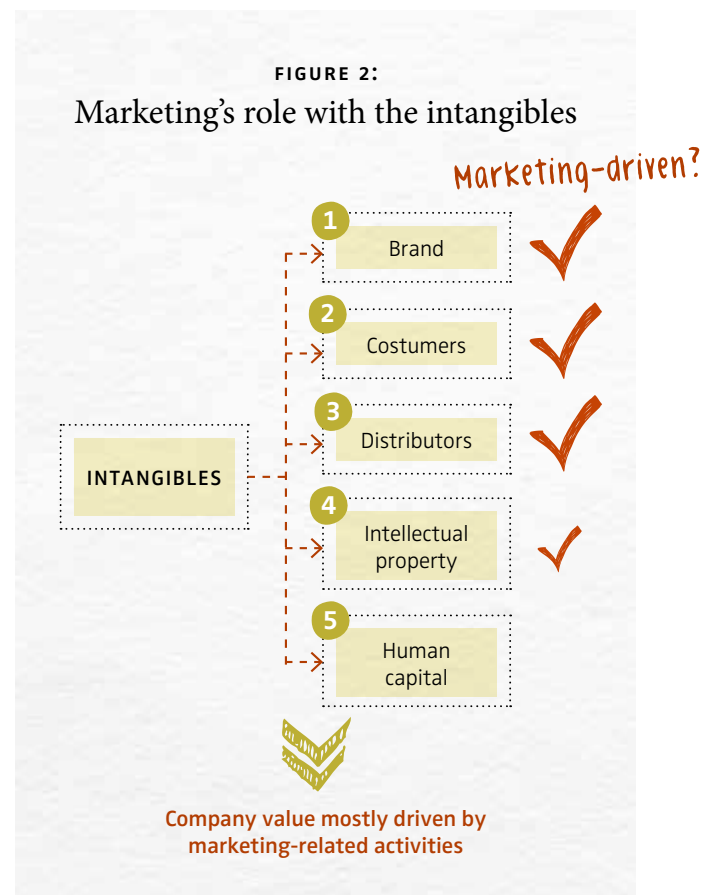 FIGURE 2:
Marketing's role with the intangibles
Marketing-driven?
1
Brand
2
Costumers
3
Distributors
INTANGIBLES
4
Intellectual
property
5
Human
capital
Company value mostly driven by
marketing-related activities